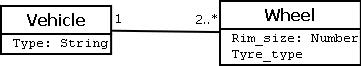 Vehicle
Type: String
1
2..*
Wheel
Rim_size: Number
Tyre_type